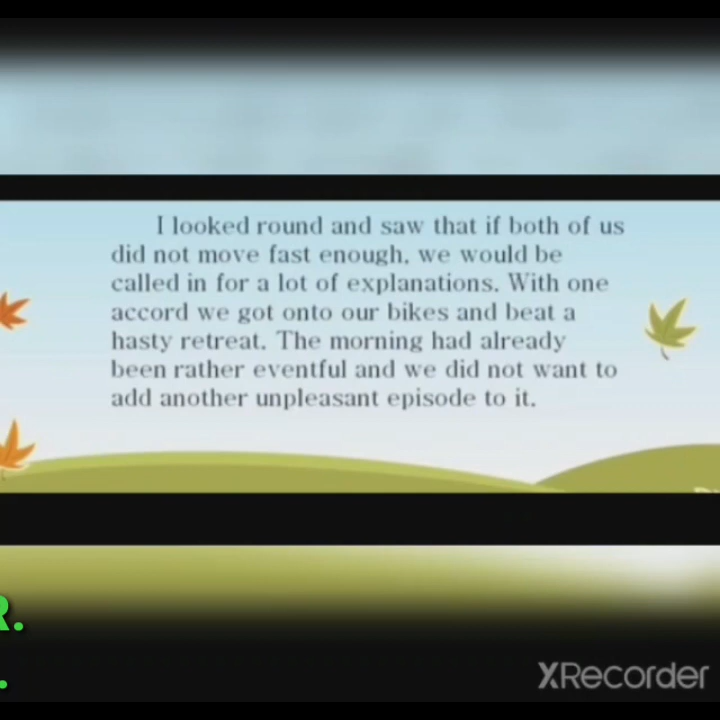 I looked round and saw that if both of us
did not move fast enough, we would be
called in for a lot of explanations. With one
accord we got onto our bikes and beat a
hasty retreat. The morning had already
been rather eventful and we did not want to
add another unpleasant episode to it.
R.
.
XRecorder